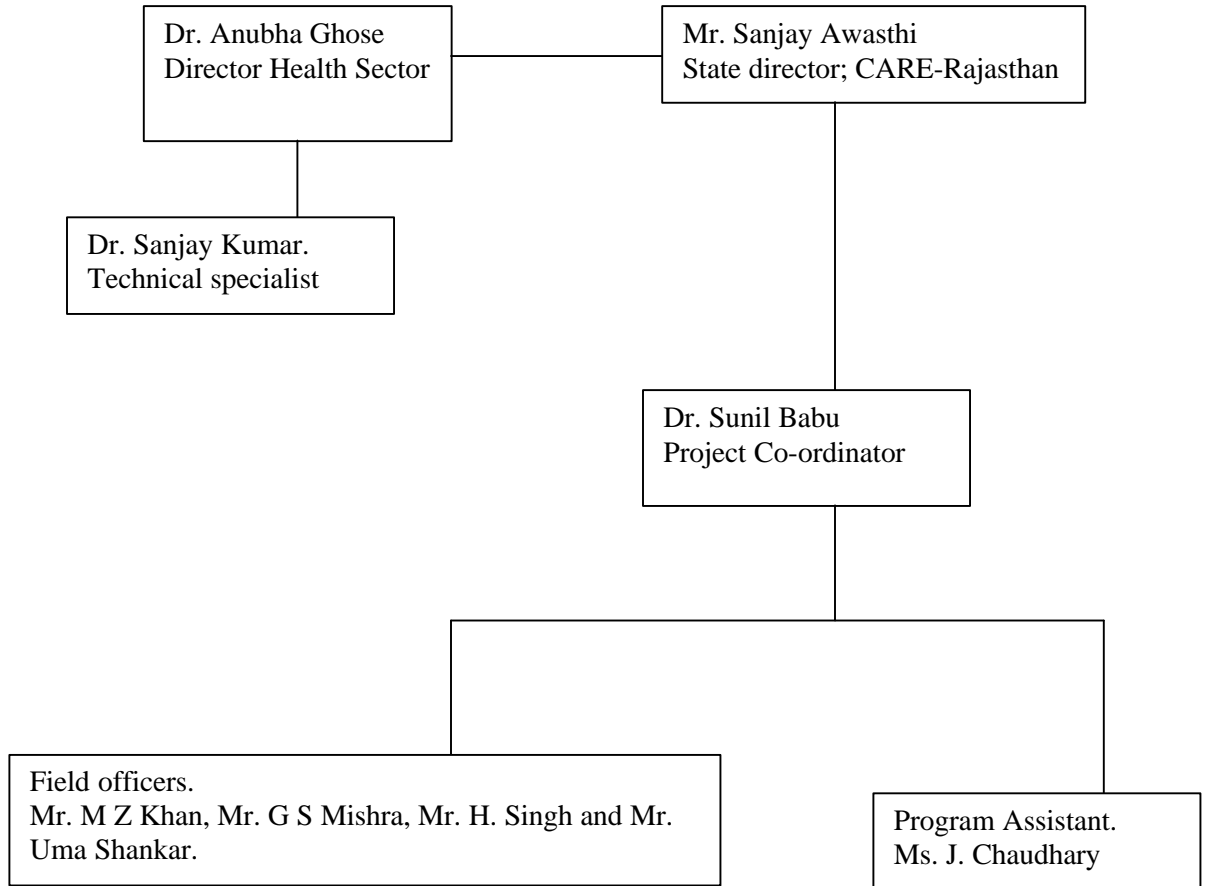 Dr. Anubha Ghose
Director Health Sector
Mr. Sanjay Awasthi
State director; CARE-Rajasthan
Dr. Sanjay Kumar.
Technical specialist
Dr. Sunil Babu
Project Co-ordinator
Field officers.
Mr. M Z Khan, Mr. G S Mishra, Mr. H. Singh and Mr.
Uma Shankar.
Program Assistant.
Ms. J. Chaudhary